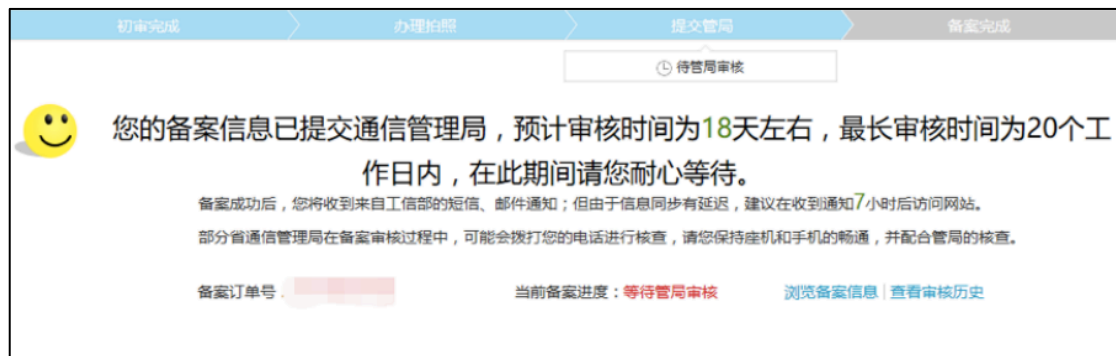 初审完成
办理拍照
提交管局
备案完成
待管局审核
您的备案信息已提交通信管理局，预计审核时间为18天左右，最长审核时间为20个工
作日内，在此期间请您耐心等待。
备案成功后，您将收到来自工信部的短信、邮件通知；但由于信息同步有延迟，建议在收到通知7小时后访问网站。
部分省通信管理局在备案审核过程中，可能会拨打您的电话进行核查，请您保持座机和手机的畅通，并配合管局的核查。
备案订单号 当前备案进度：等待管局审核 浏览备案信息 | 查看审核历史